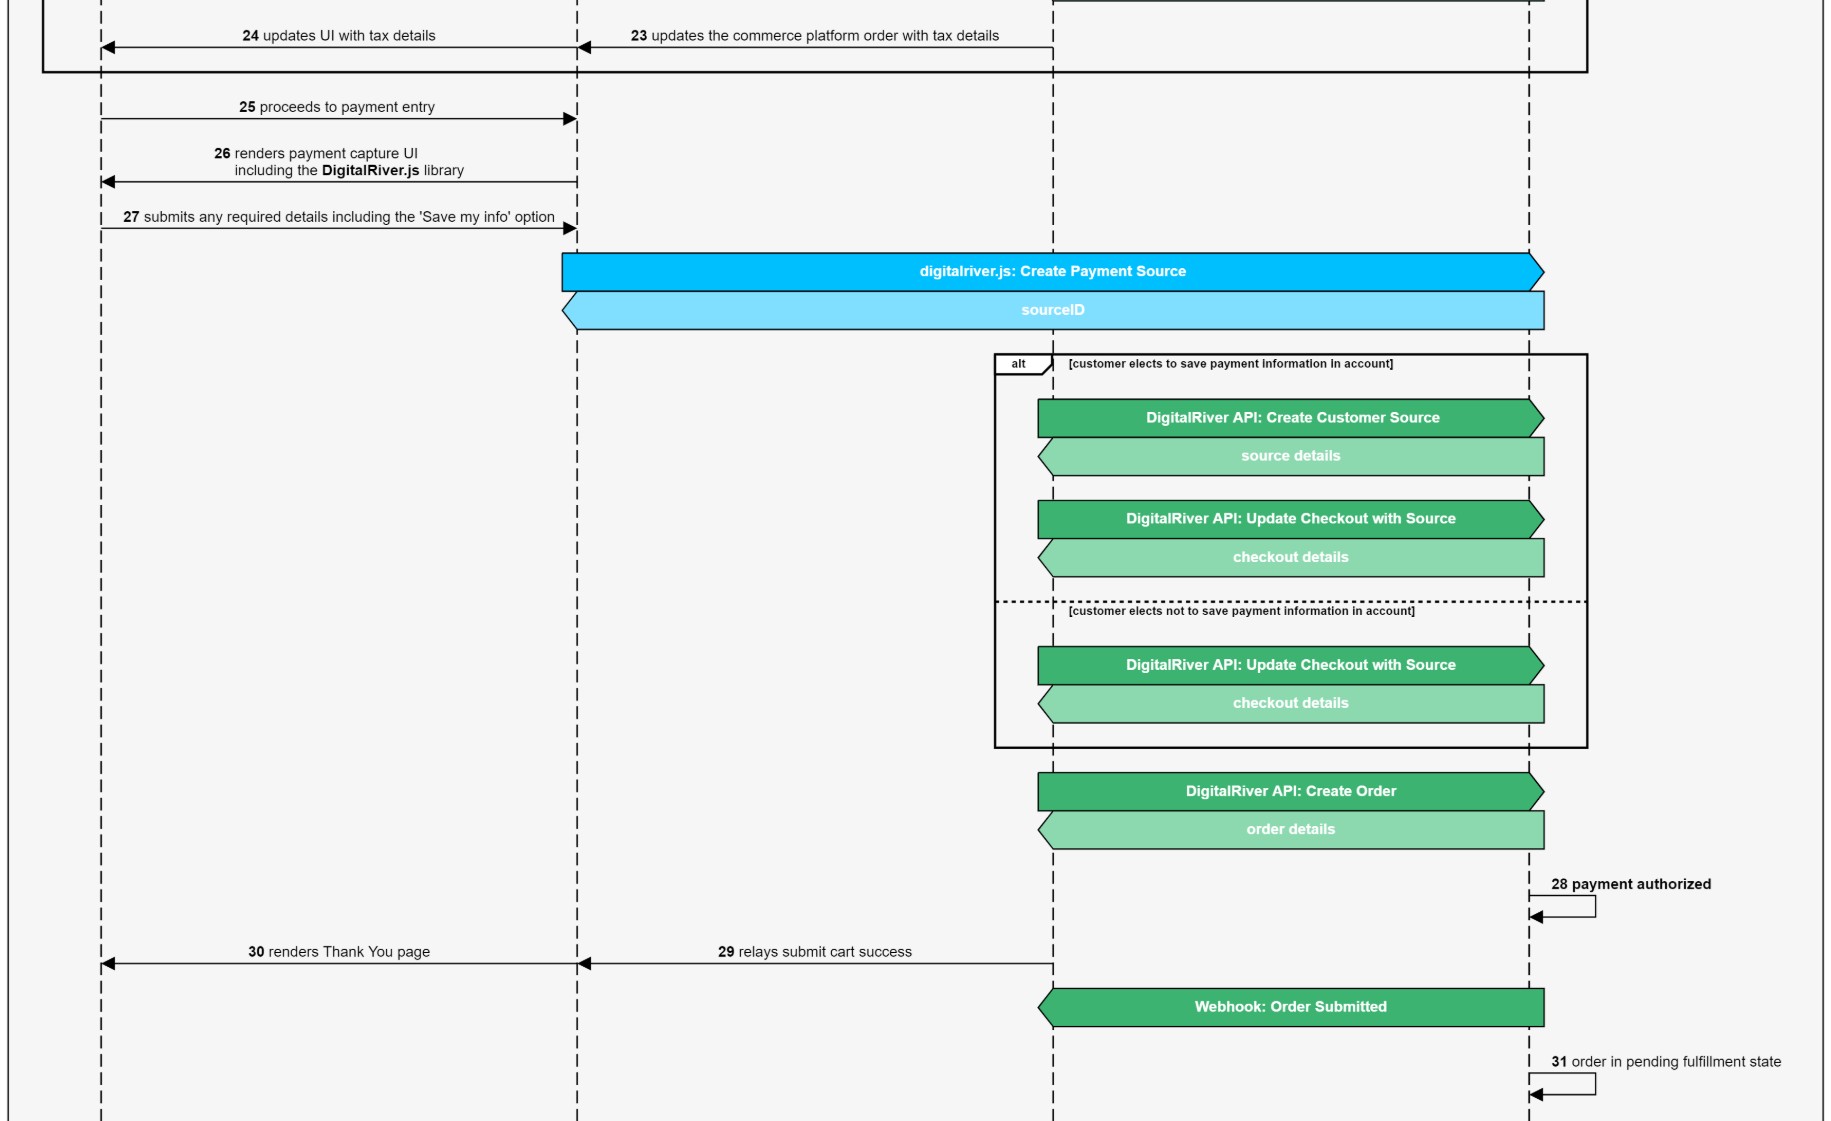 24 updates UI with tax details
23 updates the commerce platform order with tax details
25 proceeds to payment entry
26 renders payment capture UI
including the DigitalRiver.js library
27 submits any required details including the 'Save my info' option
digitalriver.js: Create Payment Source
sourceID
alt
[customer elects to save payment information in account]
DigitalRiver API: Create Customer Source
source details
DigitalRiver API: Update Checkout with Source
checkout details
[customer elects not to save payment information in account]
DigitalRiver API: Update Checkout with Source
checkout details
DigitalRiver API: Create Order
order details
28 payment authorized
30 renders Thank You page
29 relays submit cart success
Webhook: Order Submitted
31 order in pending fulfillment state